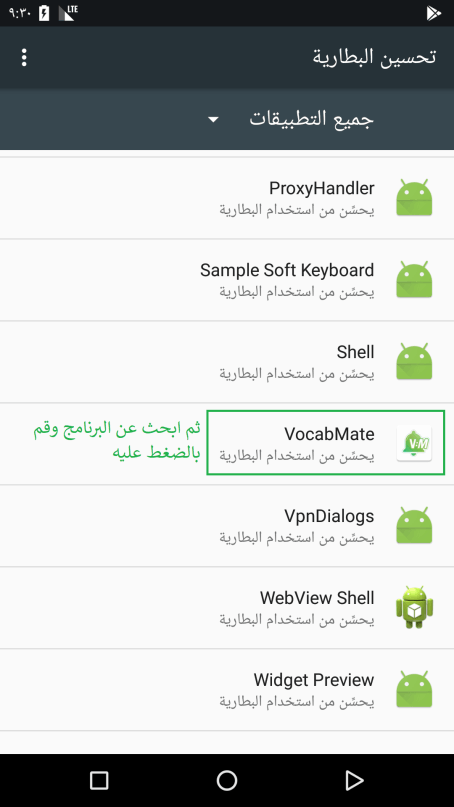 ٩:٣٠
LTE
تحسين البطارية
جميع التطبيقات
ProxyHandler
يحسّن من استخدام البطارية
Sample Soft Keyboard
يحسّن من استخدام البطارية
Shell
يحسّن من استخدام البطارية
VocabMate
يحسّن من استخدام البطارية
V:M
ثم ابحث عن البرنامج وقم
بالضغط عليه
VpnDialogs
يحسّن من استخدام البطارية
WebView Shell
يحسّن من استخدام البطارية
Widget Preview
يحسّن من استخدام البطارية